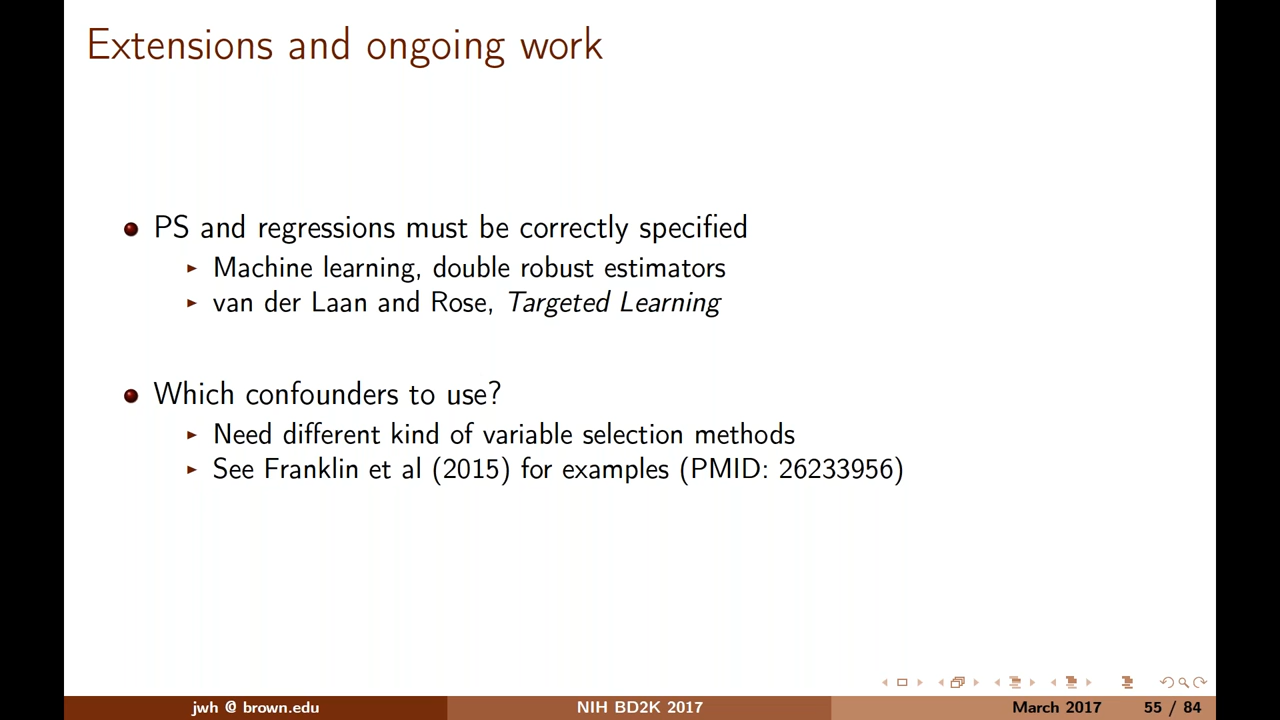 Extensions and ongoing work
PS and regressions must be correctly specified
Machine learning, double robust estimators
van der Laan and Rose, Targeted Learning
Which confounders to use?
Need different kind of variable selection methods
See Franklin et al (2015) for examples (PMID: 26233956)
jwh @ brown.edu
NIH BD2K 2017
March 2017
55 / 84